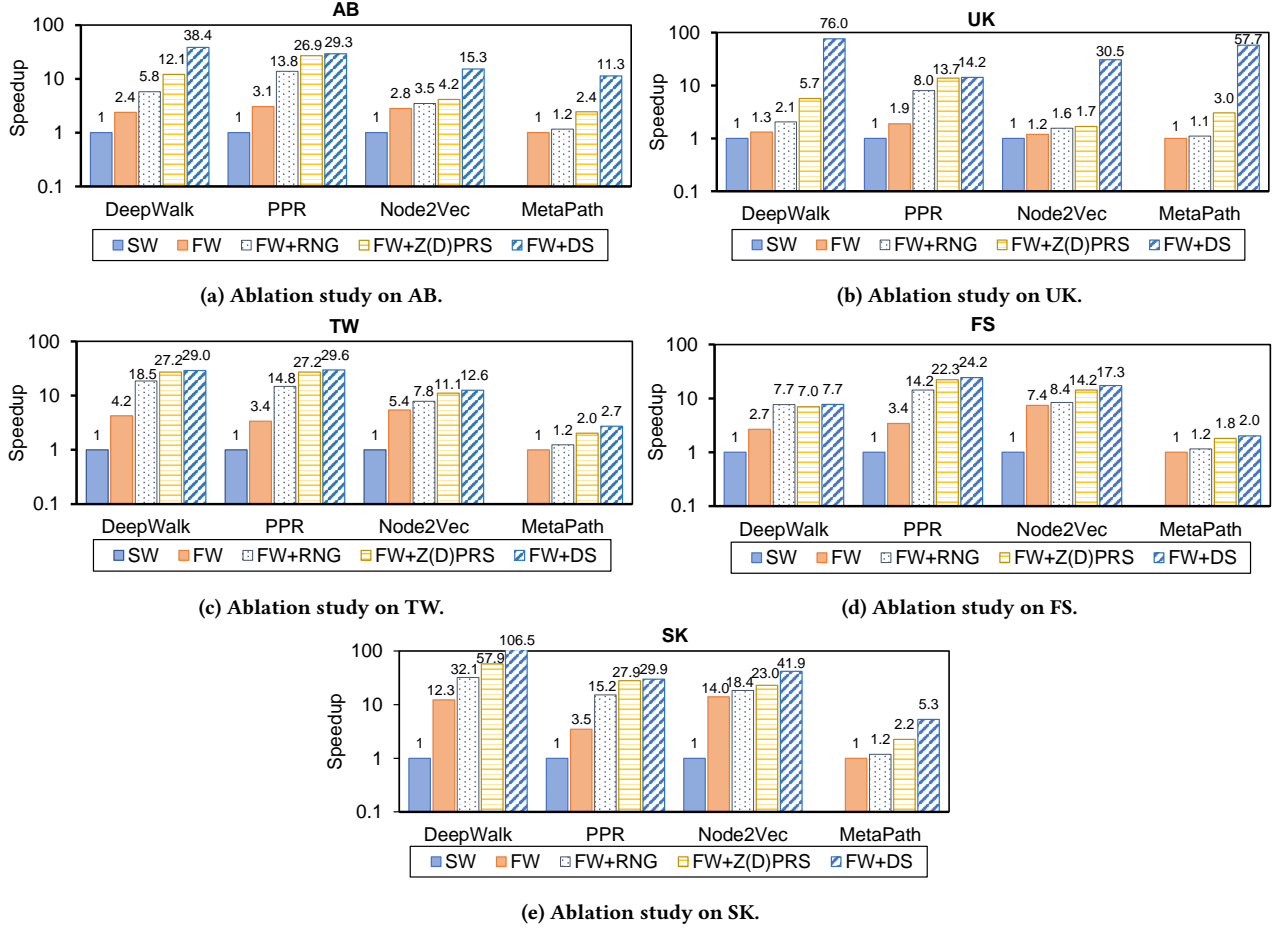 AB
Speedup
100
10
1
0.1
1 2.4 5.8 12.1 38.4
1 3.1 13.8 26.9 29.3
1 2.8 3.5 4.2 15.3
1 1.2 2.4 11.3
DeepWalk PPR Node2Vec MetaPath
SW FW FW+RNG FW+Z(D)PRS FW+DS
(a) Ablation study on AB.
UK
Speedup
100
10
1
0.1
1 1.3 2.1 5.7 76.0
1 1.9 8.0 13.7 14.2
1 1.2 1.6 1.7 30.5
1 1.1 3.0 57.7
DeepWalk PPR Node2Vec MetaPath
SW FW FW+RNG FW+Z(D)PRS FW+DS
(b) Ablation study on UK.
TW
Speedup
100
10
1
0.1
1 4.2 18.5 27.2 29.0
1 3.4 14.8 27.2 29.6
1 5.4 7.8 11.1 12.6
1 1.2 2.0 2.7
DeepWalk PPR Node2Vec MetaPath
SW FW FW+RNG FW+Z(D)PRS FW+DS
(c) Ablation study on TW.
FS
Speedup
100
10
1
0.1
1 2.7 7.7 7.0 7.7
1 3.4 14.2 22.3 24.2
1 7.4 8.4 14.2 17.3
1 1.2 1.8 2.0
DeepWalk PPR Node2Vec MetaPath
SW FW FW+RNG FW+Z(D)PRS FW+DS
(d) Ablation study on FS.
SK
Speedup
100
10
1
0.1
1 12.3 32.1 57.9 106.5
1 3.5 15.2 27.9 29.9
1 14.0 18.4 23.0 41.9
1 1.2 2.2 5.3
DeepWalk PPR Node2Vec MetaPath
SW FW FW+RNG FW+Z(D)PRS FW+DS
(e) Ablation study on SK.